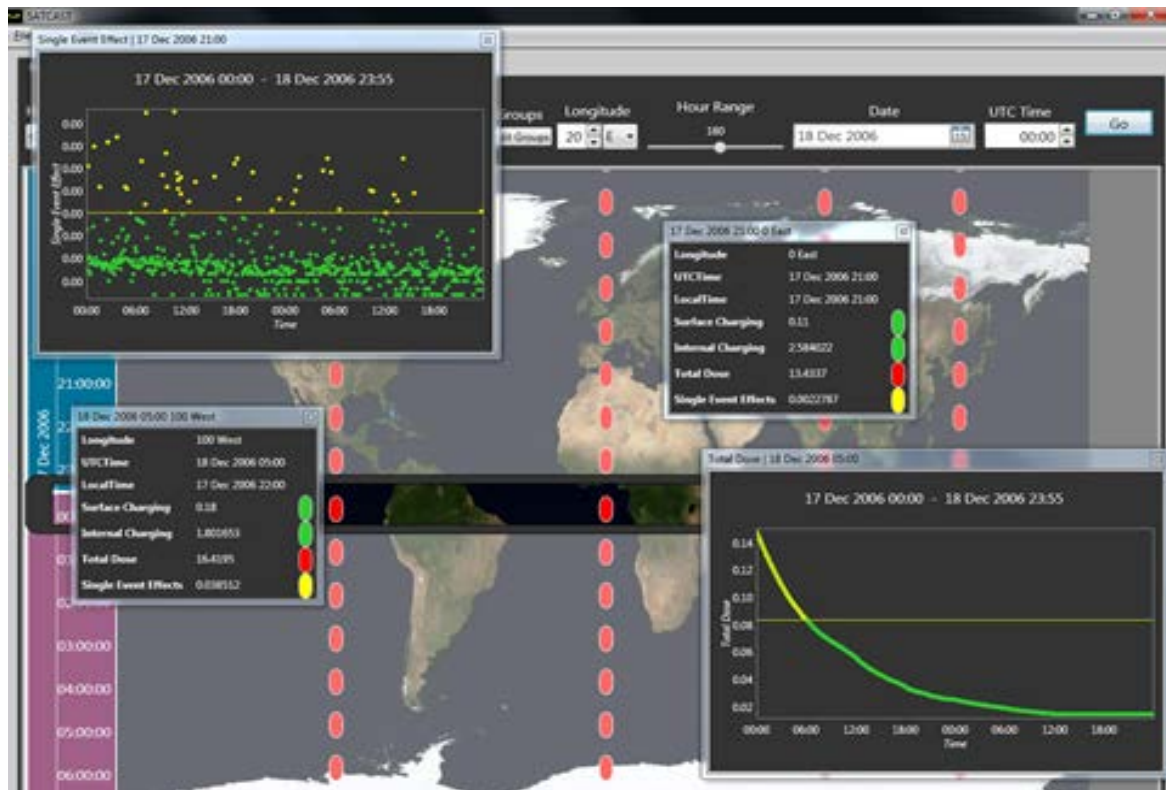 SATCAST
Single Event Effect | 17 Dec 2006 21:00
17 Dec 2006 00:00 - 18 Dec 2006 23:55
0.00
0.00
0.00
0.00
0.00
0.00
0.00
0.00
Single Event Effect
00:00 06:00 12:00 18:00 00:00 06:00 12:00 18:00
Time
Groups
Edit Groups
Longitude
20 E
Hour Range
180
Date
18 Dec 2006
15
UTC Time
00:00
Go
17 Dec 2006 21:00 0 East
Longitude 0 East
UTCTime 17 Dec 2006 21:00
LocalTime 17 Dec 2006 21:00
Surface Charging 0.11
Internal Charging 2.584022
Total Dose 13.4337
Single Event Effects 0.0022787
21:00:00
17 Dec 2006
18 Dec 2006 05:00 100 West
Longitude 100 West
UTCTime 18 Dec 2006 05:00
LocalTime 17 Dec 2006 22:00
Surface Charging 0.18
Internal Charging 1.801653
Total Dose 16.4195
Single Event Effects 0.038552
03:00:00
04:00:00
05:00:00
06:00:00
Total Dose | 18 Dec 2006 05:00
17 Dec 2006 00:00 - 18 Dec 2006 23:55
0.14
0.12
0.10
0.08
0.06
0.04
0.02
Total Dose
00:00 06:00 12:00 18:00 00:00 06:00 12:00 18:00
Time